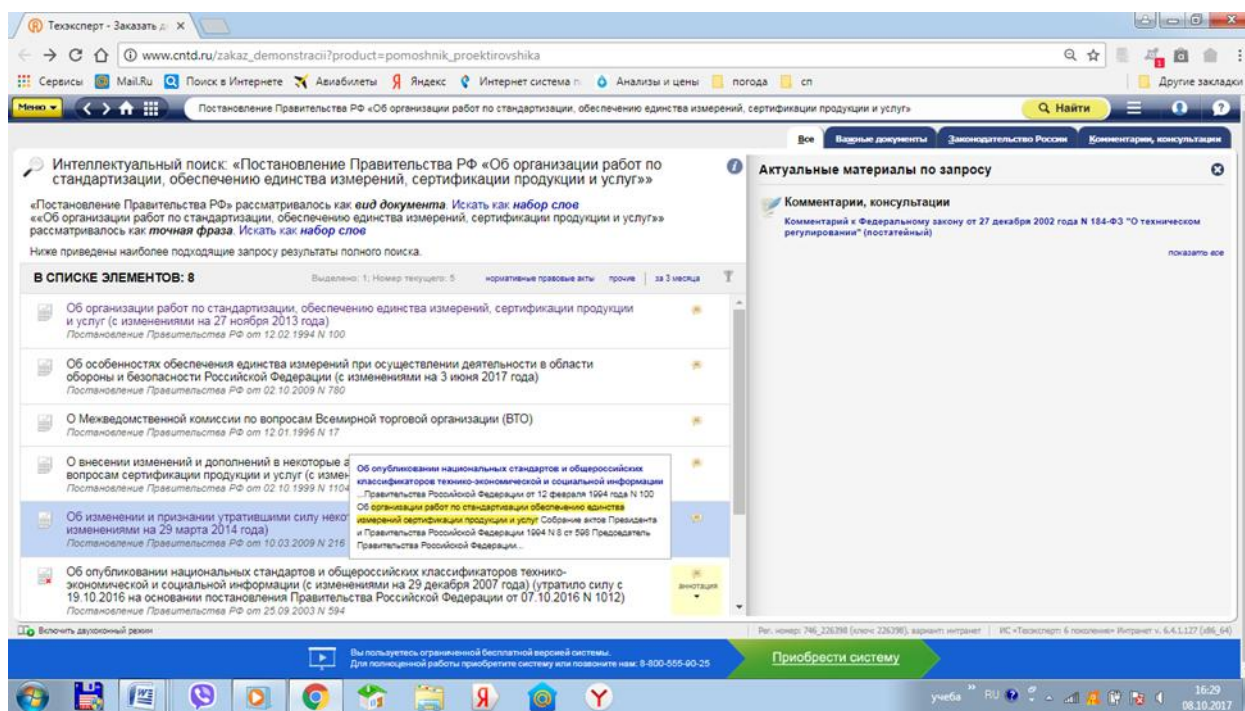 Техэксперт - Заказать д
www.cntd.ru/zakaz_demonstracii?product=pomoshnik_proektirovshika
Сервисы Mail.Ru Поиск в Интернете Авиабилеты Яндекс Интернет система п Анализы и цены погода сп Другие закладки
Меню Постановление Правительства РФ «Об организации работ по стандартизации, обеспечению единства измерений, сертификации продукции и услуг» Найти
Все Важные документы Законодательство России Комментарии, консультации
Интеллектуальный поиск: «Постановление Правительства РФ «Об организации работ по
стандартизации, обеспечению единства измерений, сертификации продукции и услуг»»
«Постановление Правительства РФ» рассматривалось как вид документа. Искать как набор слов
««Об организации работ по стандартизации, обеспечению единства измерений, сертификации продукции и услуг»»
рассматривалось как точная фраза. Искать как набор слов
Ниже приведены наиболее подходящие запросу результаты полного поиска.
В СПИСКЕ ЭЛЕМЕНТОВ: 8 Выделено: 1; Номер текущего: 5 нормативные правовые акты прочие за 3 месяца
Об организации работ по стандартизации, обеспечению единства измерений, сертификации продукции
и услуг (с изменениями на 27 ноября 2013 года)
Постановление Правительства РФ от 12.02.1994 N 100
Об особенностях обеспечения единства измерений при осуществлении деятельности в области
обороны и безопасности Российской Федерации (с изменениями на 3 июня 2017 года)
Постановление Правительства РФ от 02.10.2009 N 780
О Межведомственной комиссии по вопросам Всемирной торговой организации (ВТО)
Постановление Правительства РФ от 12.01.1996 N 17
О внесении изменений и дополнений в некоторые а
вопросам сертификации продукции и услуг (с измен
Постановление Правительства РФ от 02.10.1999 N 1104
Об изменении и признании утратившими силу некот
изменениями на 29 марта 2014 года)
Постановление Правительства РФ от 10.03.2009 N 216
Об опубликовании национальных стандартов и общероссийских
классификаторов технико-экономической и социальной информации
...Правительства Российской Федерации от 12 февраля 1994 года N 100
Об организации работ по стандартизации обеспечению единства
измерений сертификации продукции и услуг Собрание актов Президента
и Правительства Российской Федерации 1994 N 8 ст 598 Председатель
Правительства Российской Федерации...
Об опубликовании национальных стандартов и общероссийских классификаторов технико-
экономической и социальной информации (с изменениями на 29 декабря 2007 года) (утратило силу с
19.10.2016 на основании постановления Правительства Российской Федерации от 07.10.2016 N 1012)
Постановление Правительства РФ от 25.09.2003 N 594
аннотация
Актуальные материалы по запросу
Комментарии, консультации
Комментарий к Федеральному закону от 27 декабря 2002 года N 184-ФЗ "О техническом
регулировании" (постатейный)
показать все
Включить двухоконный режим
Рег. номер: 746_226398 (ключ: 226398), вариант: интранет ИС «Техэксперт: 6 поколение» Интранет v. 6.4.1.127 (x86_64)
Вы пользуетесь ограниченной бесплатной версией системы.
Для полноценной работы приобретите систему или позвоните нам: 8-800-555-90-25
Приобрести систему
учеба RU 16:29
08.10.2017